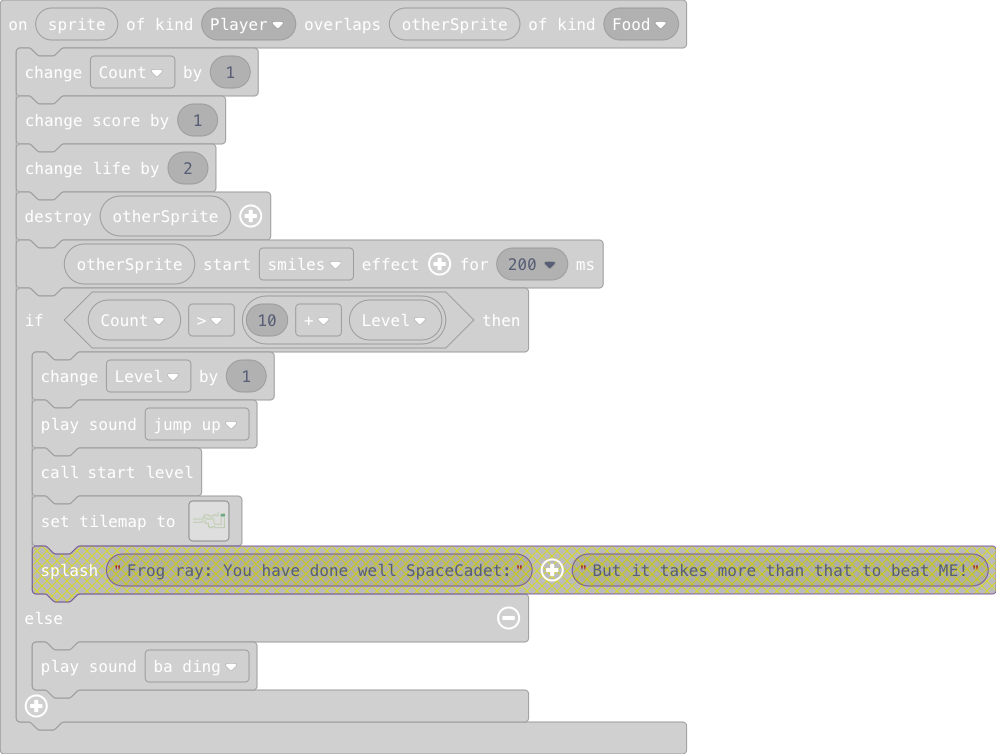 on sprite of kind Player overlaps otherSprite of kind Food
change Count by 1
change score by 1
change life by 2
destroy otherSprite
otherSprite start smiles effect for 200 ms
if Count > 10 + Level then
change Level by 1
play sound jump up
call start level
set tilemap to
splash "Frog ray: You have done well SpaceCadet:" "But it takes more than that to beat ME!"
else
play sound ba ding